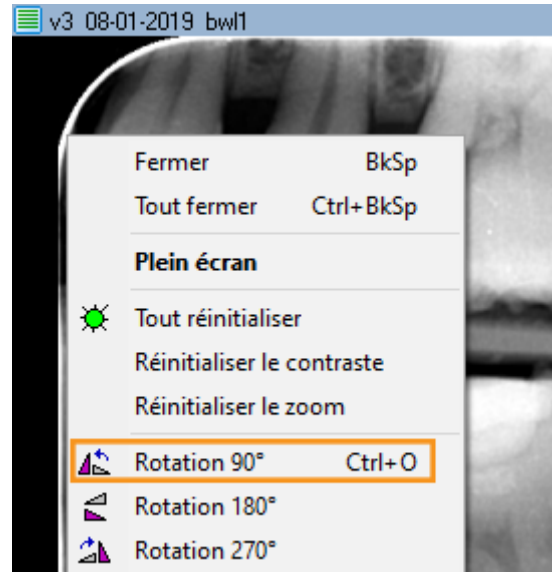 v3 08-01-2019 bwl1
Fermer BkSp
Tout fermer Ctrl+BkSp
Plein écran
Tout réinitialiser
Réinitialiser le contraste
Réinitialiser le zoom
Rotation 90° Ctrl+O
Rotation 180°
Rotation 270°